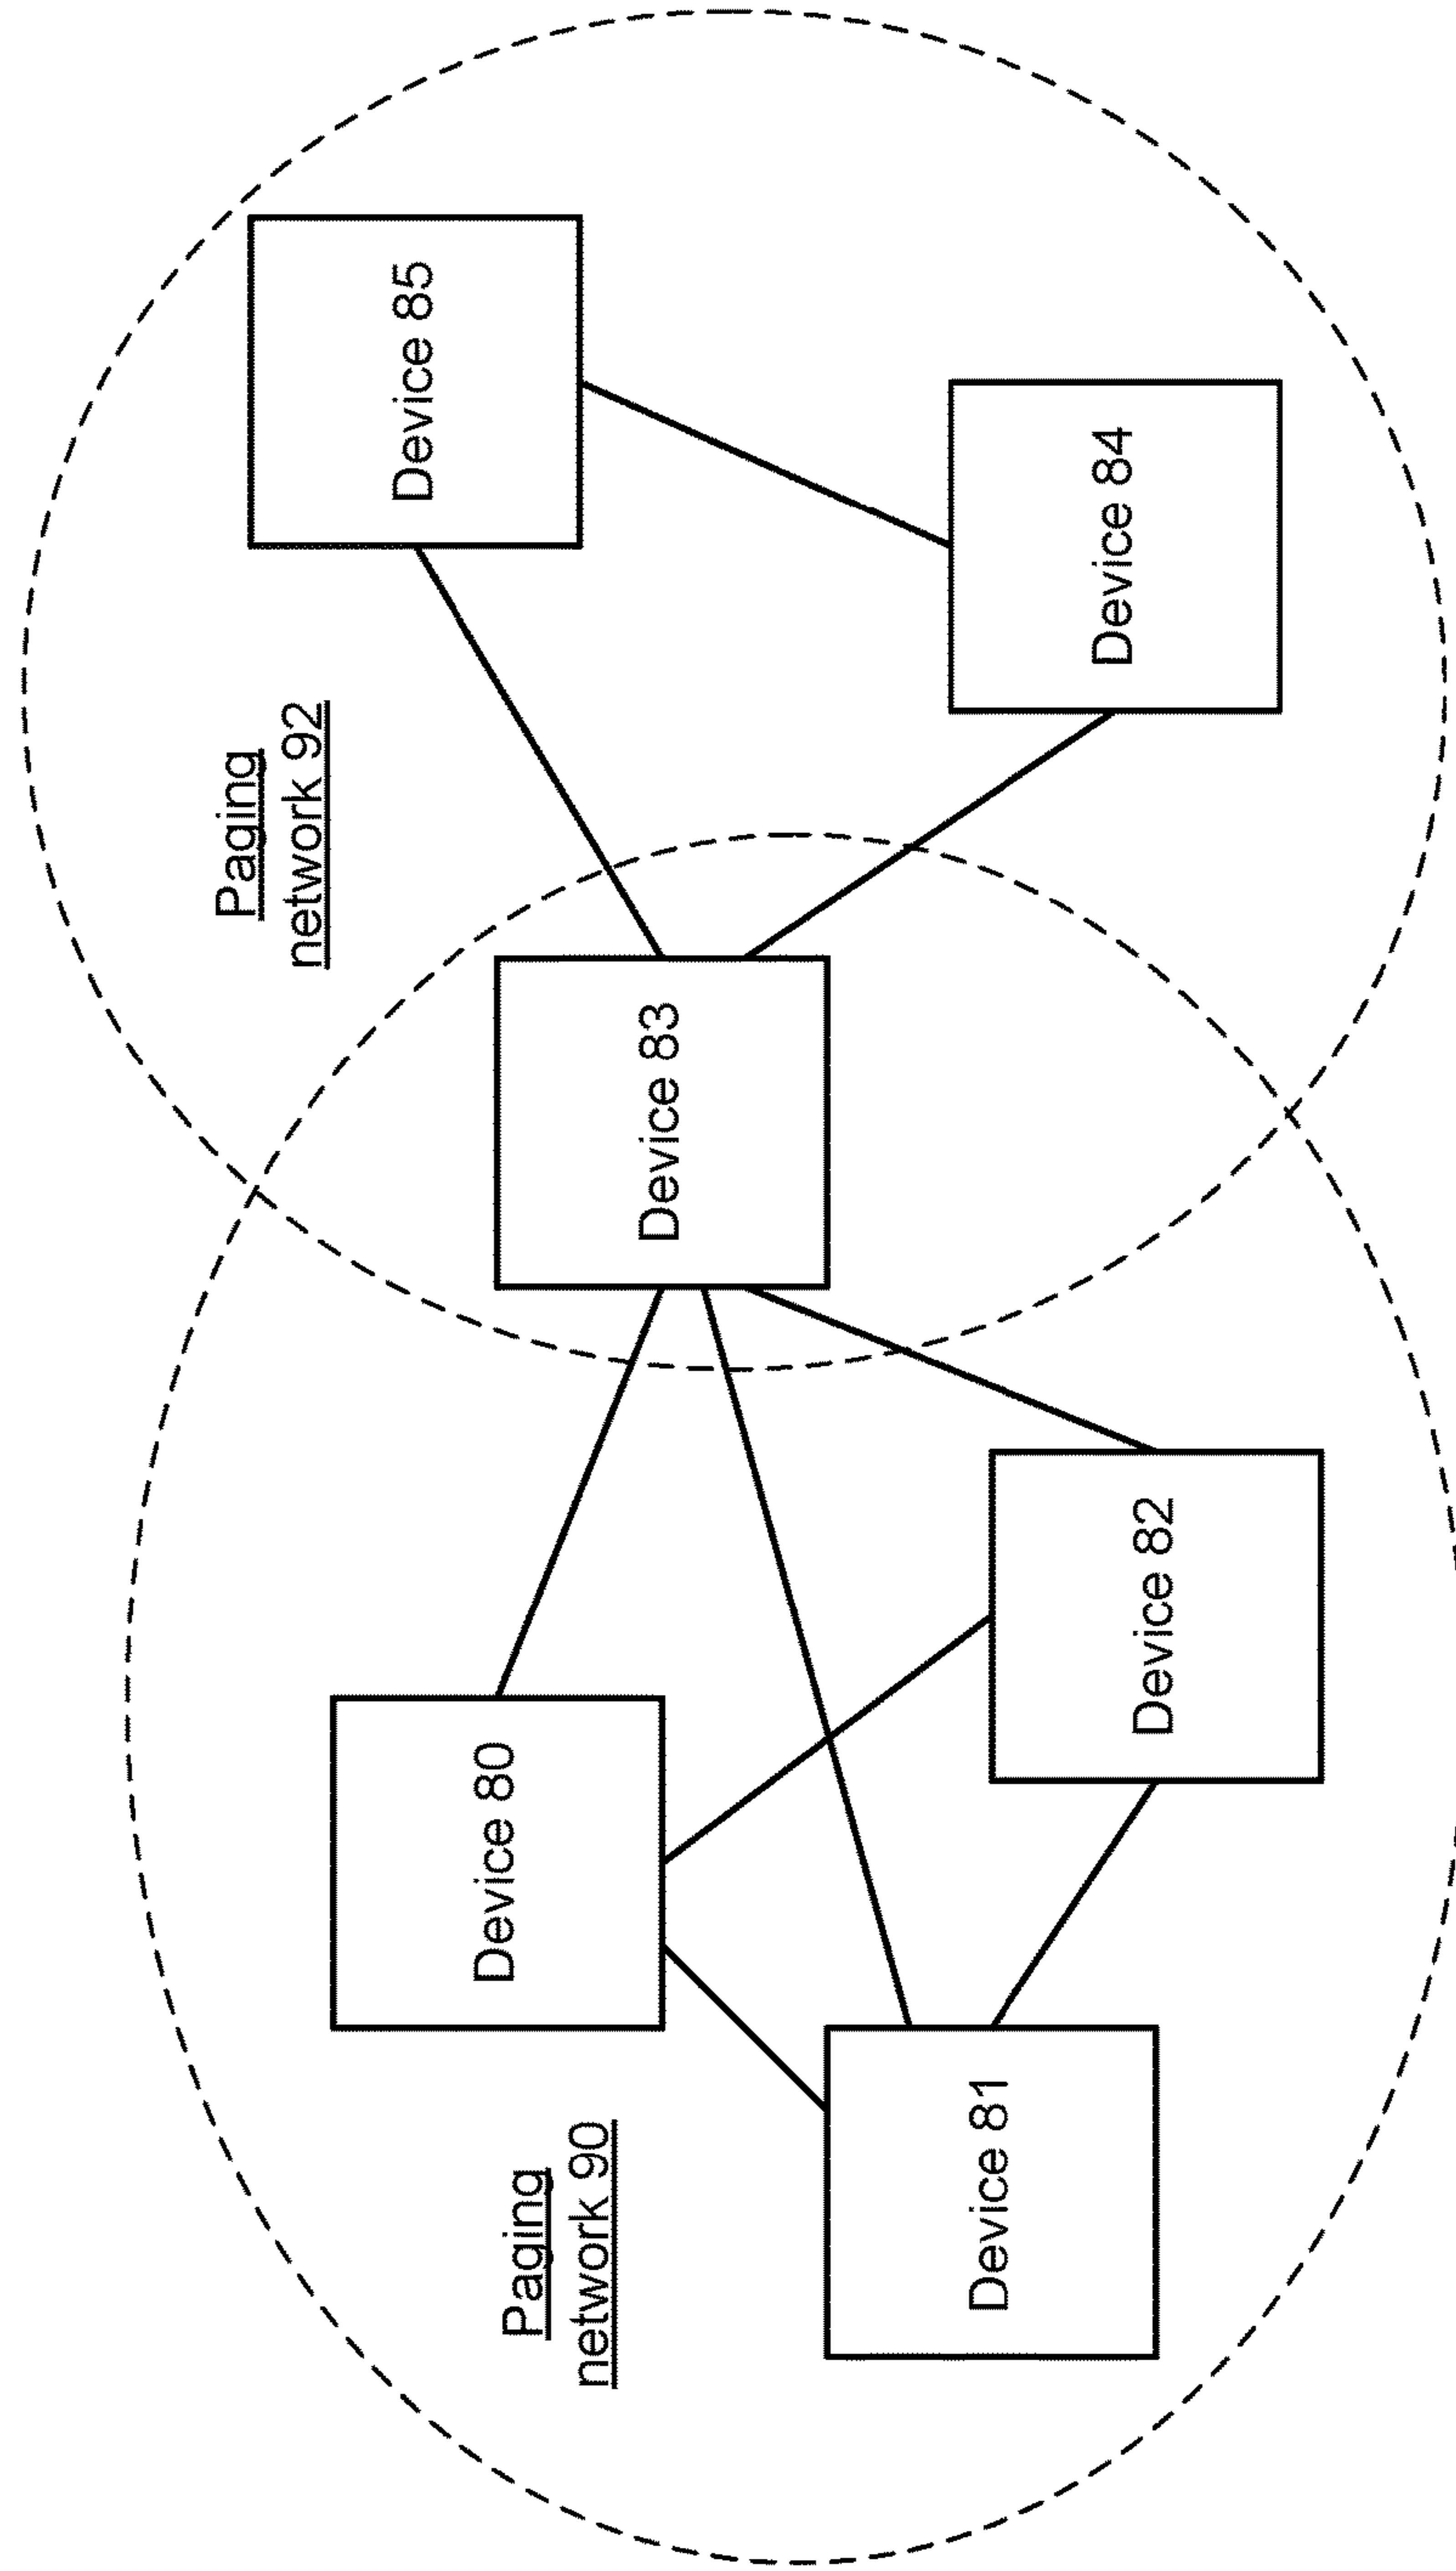 Paging
network 90
Device 80
Device 81
Device 82
Device 83
Paging
network 92
Device 85
Device 84